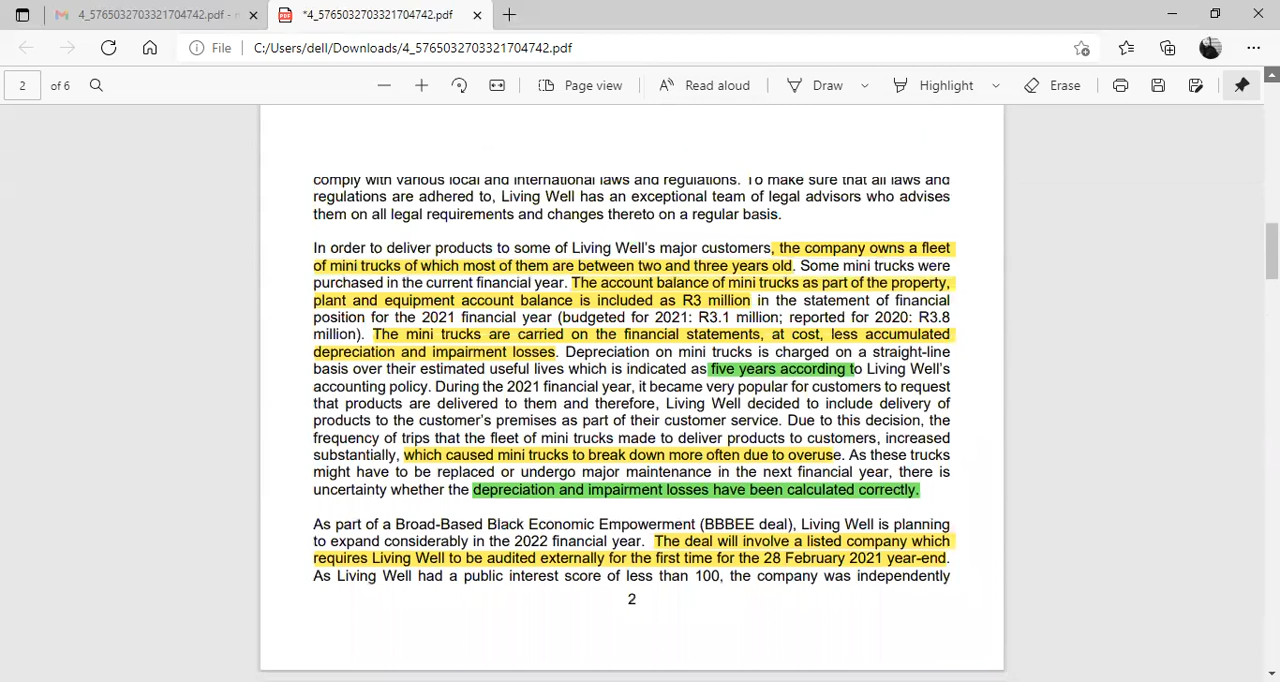 4_5765032703321704742.pdf -
*4_5765032703321704742.pdf
File C:/Users/dell/Downloads/4_5765032703321704742.pdf
2 of 6 Page view Read aloud Draw Highlight Erase
comply with various local and international laws and regulations. To make sure that all laws and
regulations are adhered to, Living Well has an exceptional team of legal advisors who advises
them on all legal requirements and changes thereto on a regular basis.
In order to deliver products to some of Living Well's major customers, the company owns a fleet
of mini trucks of which most of them are between two and three years old. Some mini trucks were
purchased in the current financial year. The account balance of mini trucks as part of the property,
plant and equipment account balance is included as R3 million in the statement of financial
position for the 2021 financial year (budgeted for 2021: R3.1 million; reported for 2020: R3.8
million). The mini trucks are carried on the financial statements, at cost, less accumulated
depreciation and impairment losses. Depreciation on mini trucks is charged on a straight-line
basis over their estimated useful lives which is indicated as five years according to Living Well's
accounting policy. During the 2021 financial year, it became very popular for customers to request
that products are delivered to them and therefore, Living Well decided to include delivery of
products to the customer's premises as part of their customer service. Due to this decision, the
frequency of trips that the fleet of mini trucks made to deliver products to customers, increased
substantially, which caused mini trucks to break down more often due to overuse. As these trucks
might have to be replaced or undergo major maintenance in the next financial year, there is
uncertainty whether the depreciation and impairment losses have been calculated correctly.
As part of a Broad-Based Black Economic Empowerment (BBBEE deal), Living Well is planning
to expand considerably in the 2022 financial year. The deal will involve a listed company which
requires Living Well to be audited externally for the first time for the 28 February 2021 year-end.
As Living Well had a public interest score of less than 100, the company was independently
2